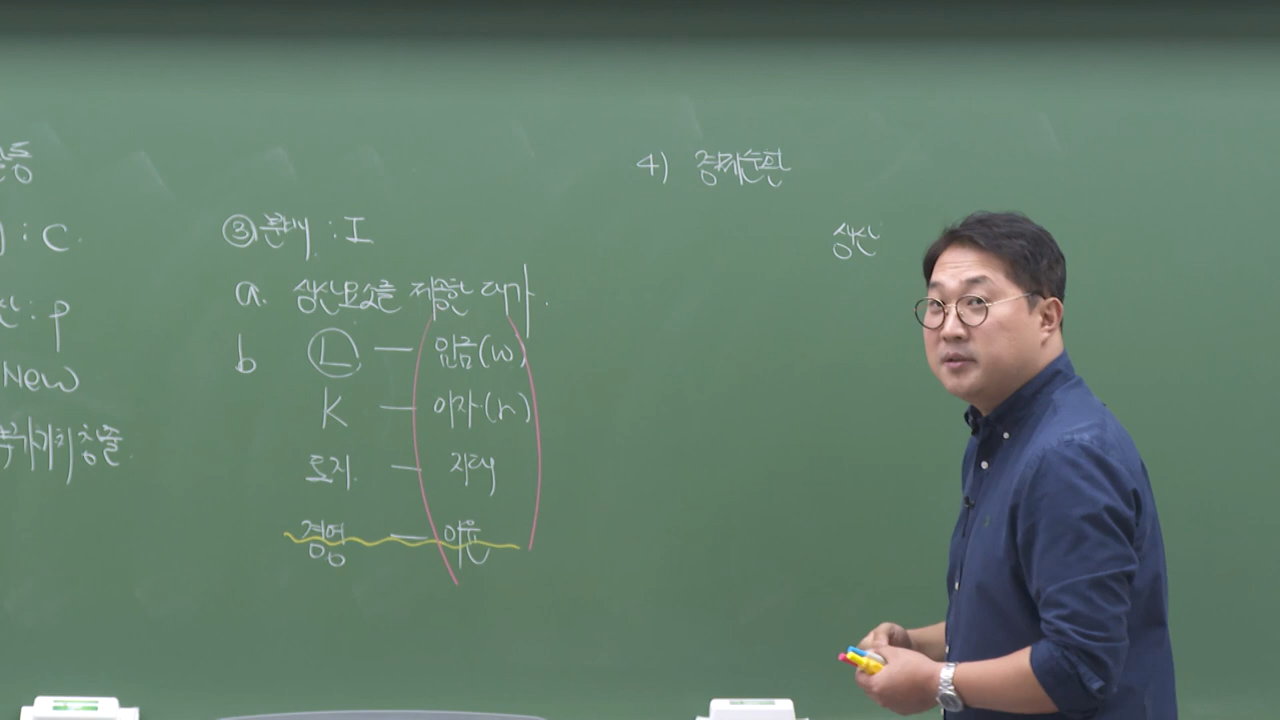 : C.
: P
New
부가가치 창출.
③ 분배 : I
a. 생산요소를 제공한 대가.
b Ⓛ — 임금(w)
K — 이자(r)
토지 — 지대
경영 — 이윤
4) 경제순환
생산